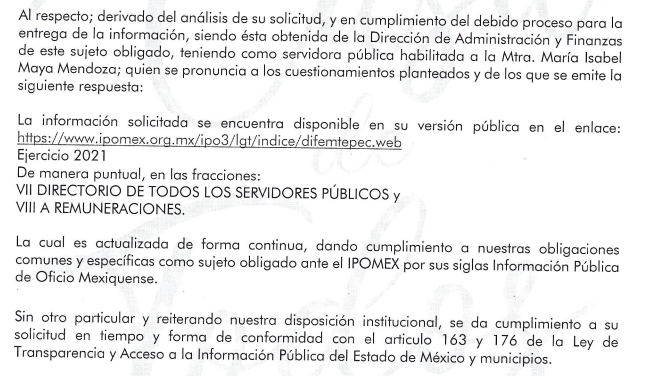 Al respecto; derivado del análisis de su solicitud, y en cumplimiento del debido proceso para la
entrega de la información, siendo ésta obtenida de la Dirección de Administración y Finanzas
de este sujeto obligado, teniendo como servidora pública habilitada a la Mtra. María Isabel
Maya Mendoza; quien se pronuncia a los cuestionamientos planteados y de los que se emite la
siguiente respuesta:
La información solicitada se encuentra disponible en su versión pública en el enlace:
https://www.ipomex.org.mx/ipo3/lgt/indice/difemtepec.web
Ejercicio 2021
De manera puntual, en las fracciones:
VII DIRECTORIO DE TODOS LOS SERVIDORES PÚBLICOS y
VIII A REMUNERACIONES.
La cual es actualizada de forma continua, dando cumplimiento a nuestras obligaciones
comunes y específicas como sujeto obligado ante el IPOMEX por sus siglas Información Pública
de Oficio Mexiquense.
Sin otro particular y reiterando nuestra disposición institucional, se da cumplimiento a su
solicitud en tiempo y forma de conformidad con el articulo 163 y 176 de la Ley de
Transparencia y Acceso a la Información Pública del Estado de México y municipios.